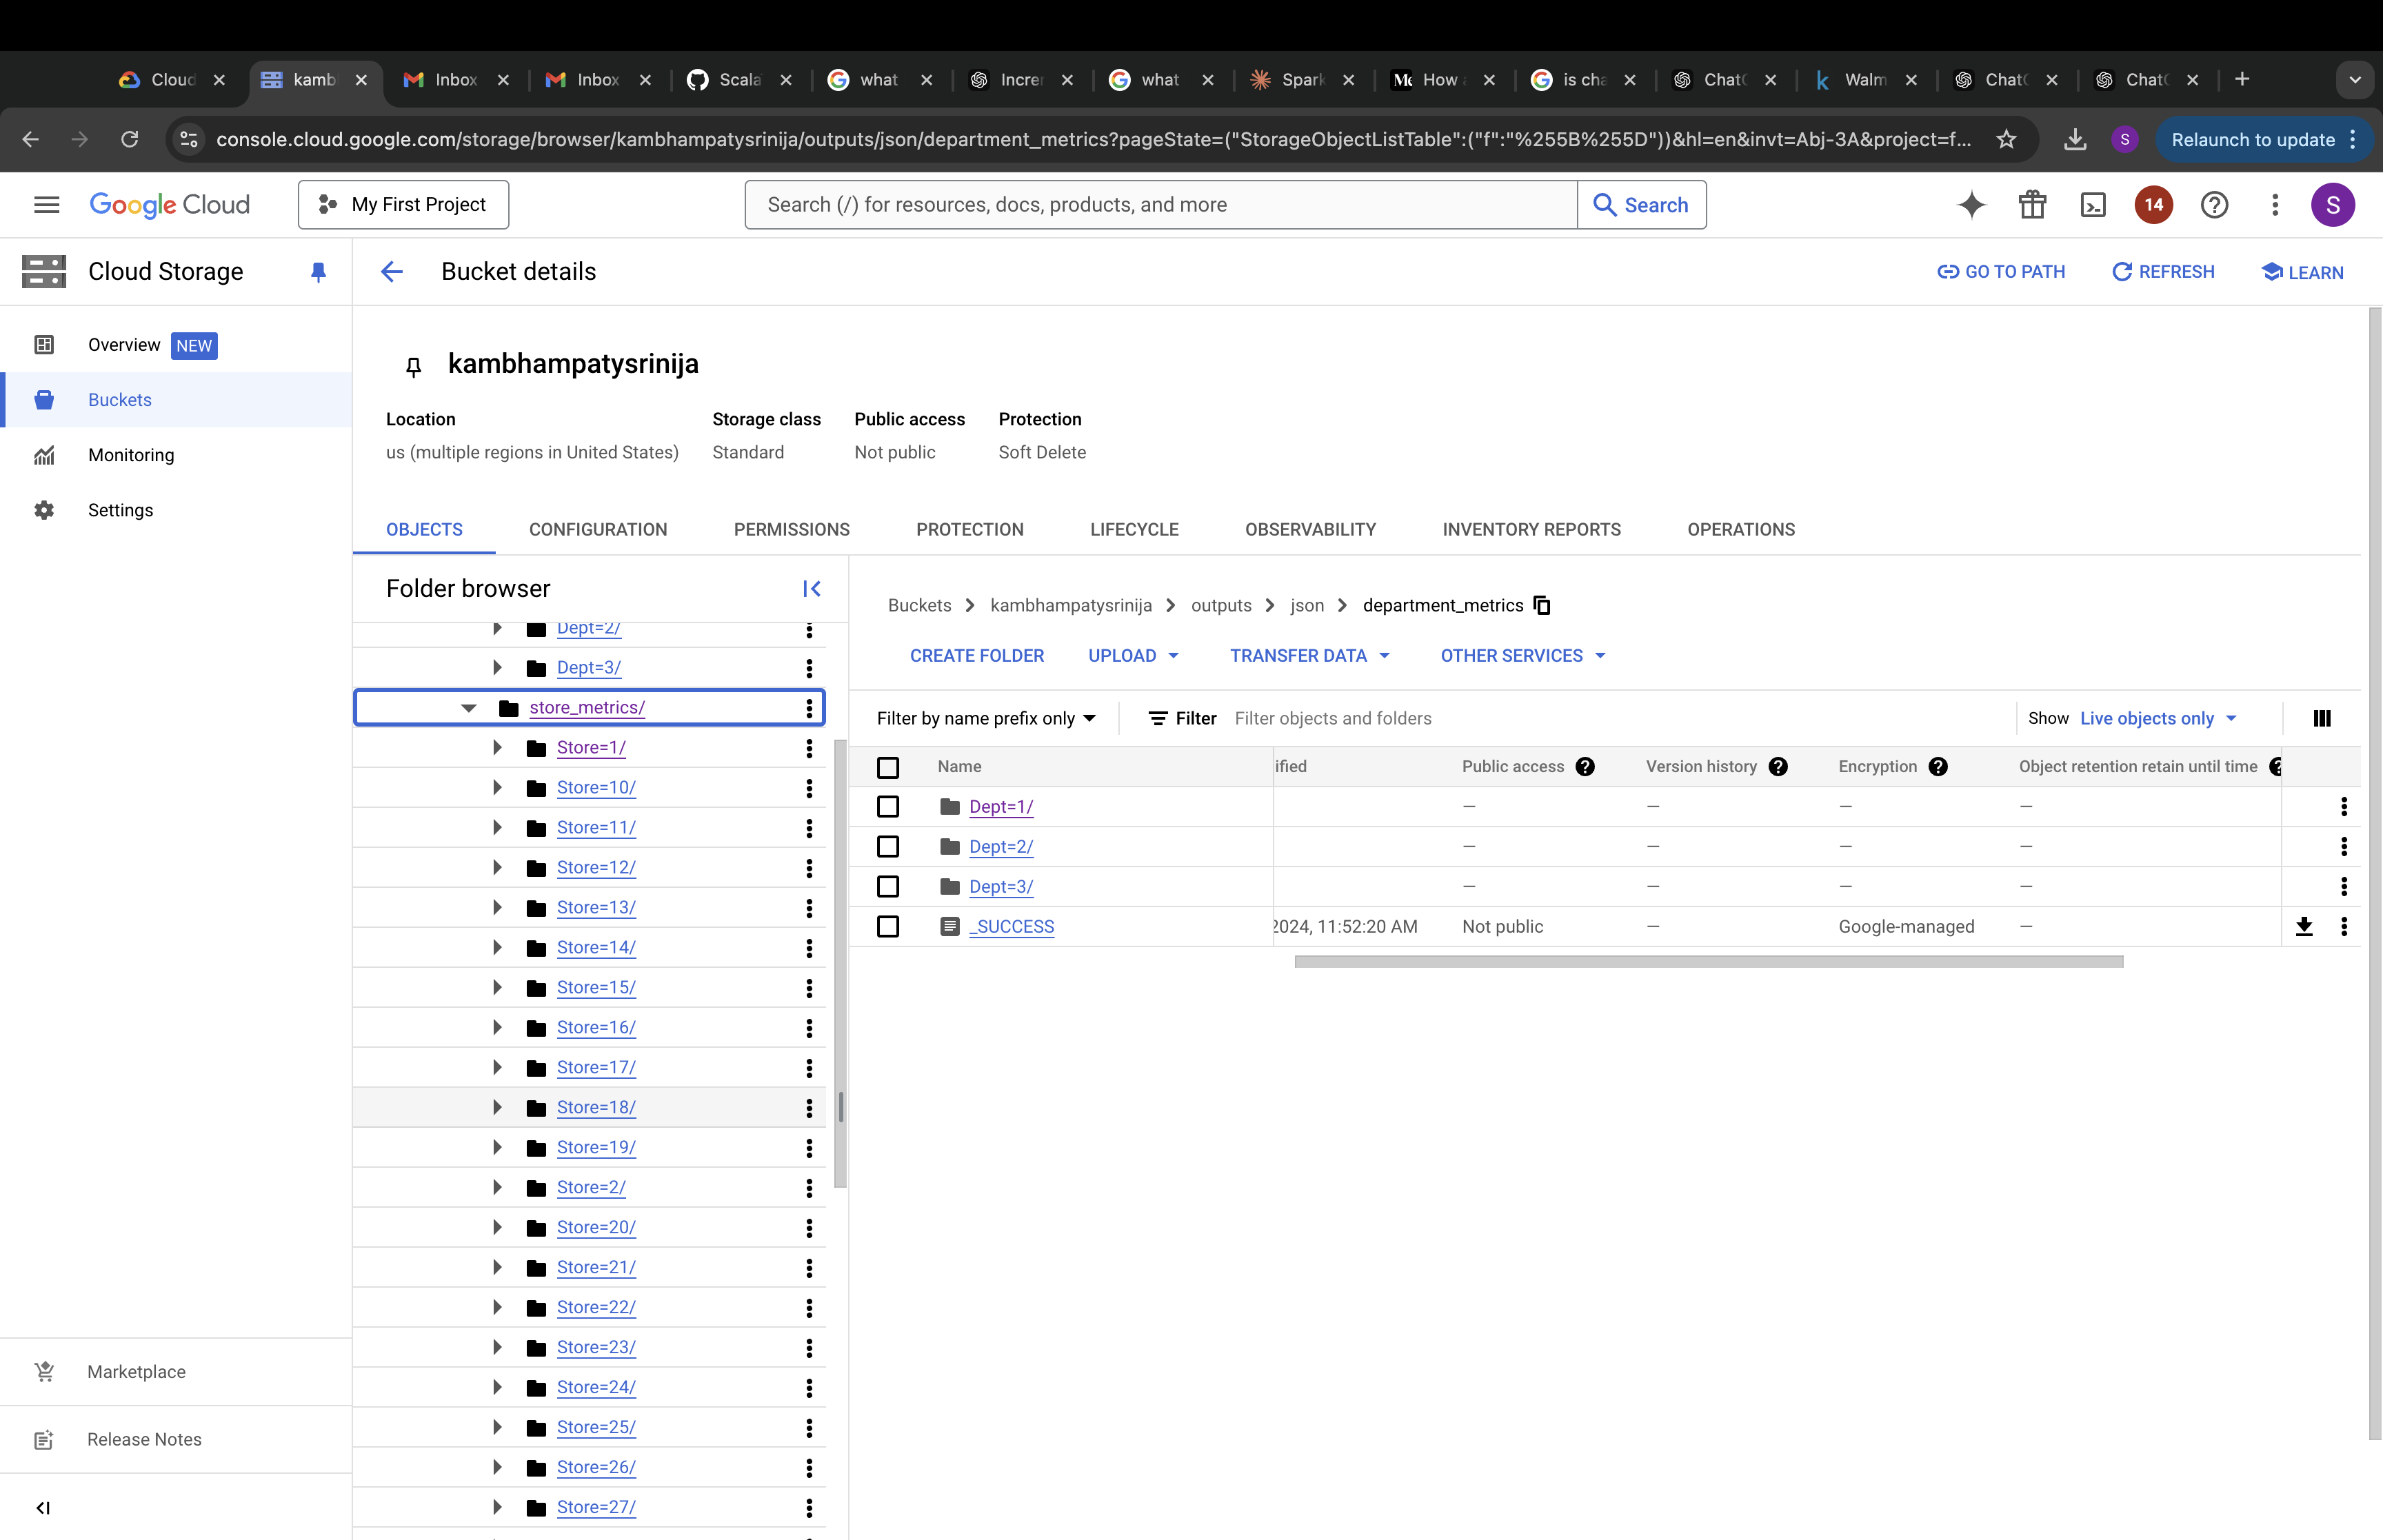 Cloud
kamb
Inbox
Inbox
Scala
what
Increr
what
Spark
How a
is cha
ChatG
Walm
ChatG
ChatG
console.cloud.google.com/storage/browser/kambhampatysrinija/outputs/json/department_metrics?pageState=("StorageObjectListTable":("f":"%255B%255D"))&hl=en&invt=Abj-3A&project=f...
S
Relaunch to update
Google Cloud
My First Project
Search (/) for resources, docs, products, and more
Search
14
S
Cloud Storage
Bucket details
GO TO PATH
REFRESH
LEARN
Overview NEW
Buckets
Monitoring
Settings
Marketplace
Release Notes
kambhampatysrinija
Location Storage class Public access Protection
us (multiple regions in United States) Standard Not public Soft Delete
OBJECTS CONFIGURATION PERMISSIONS PROTECTION LIFECYCLE OBSERVABILITY INVENTORY REPORTS OPERATIONS
Folder browser
Dept=2/
Dept=3/
store_metrics/
Store=1/
Store=10/
Store=11/
Store=12/
Store=13/
Store=14/
Store=15/
Store=16/
Store=17/
Store=18/
Store=19/
Store=2/
Store=20/
Store=21/
Store=22/
Store=23/
Store=24/
Store=25/
Store=26/
Store=27/
Buckets > kambhampatysrinija > outputs > json > department_metrics
CREATE FOLDER UPLOAD TRANSFER DATA OTHER SERVICES
Filter by name prefix only Filter Filter objects and folders Show Live objects only
Name ified Public access Version history Encryption Object retention retain until time
Dept=1/ — — — —
Dept=2/ — — — —
Dept=3/ — — — —
_SUCCESS 2024, 11:52:20 AM Not public — Google-managed —